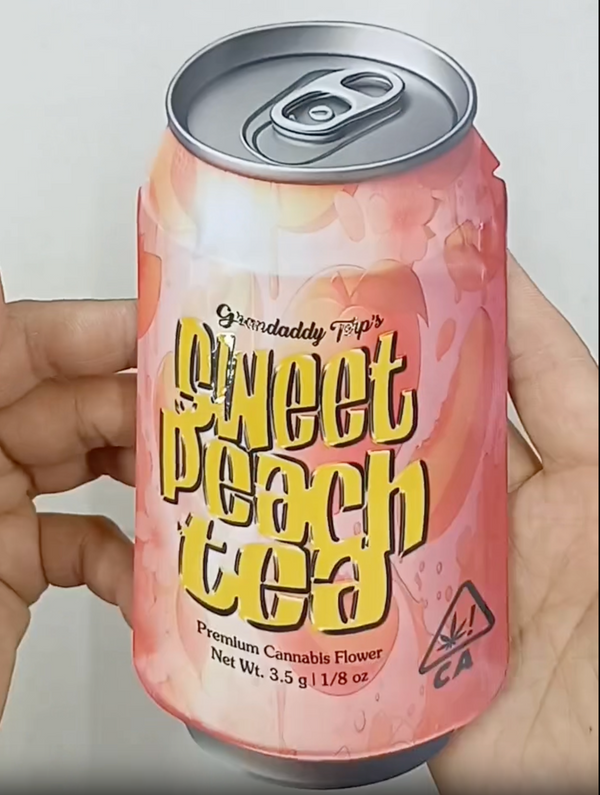 Grandaddy Terp's
Sweet
Peach
tea
Premium Cannabis Flower
Net Wt. 3.5 g | 1/8 oz
!
CA